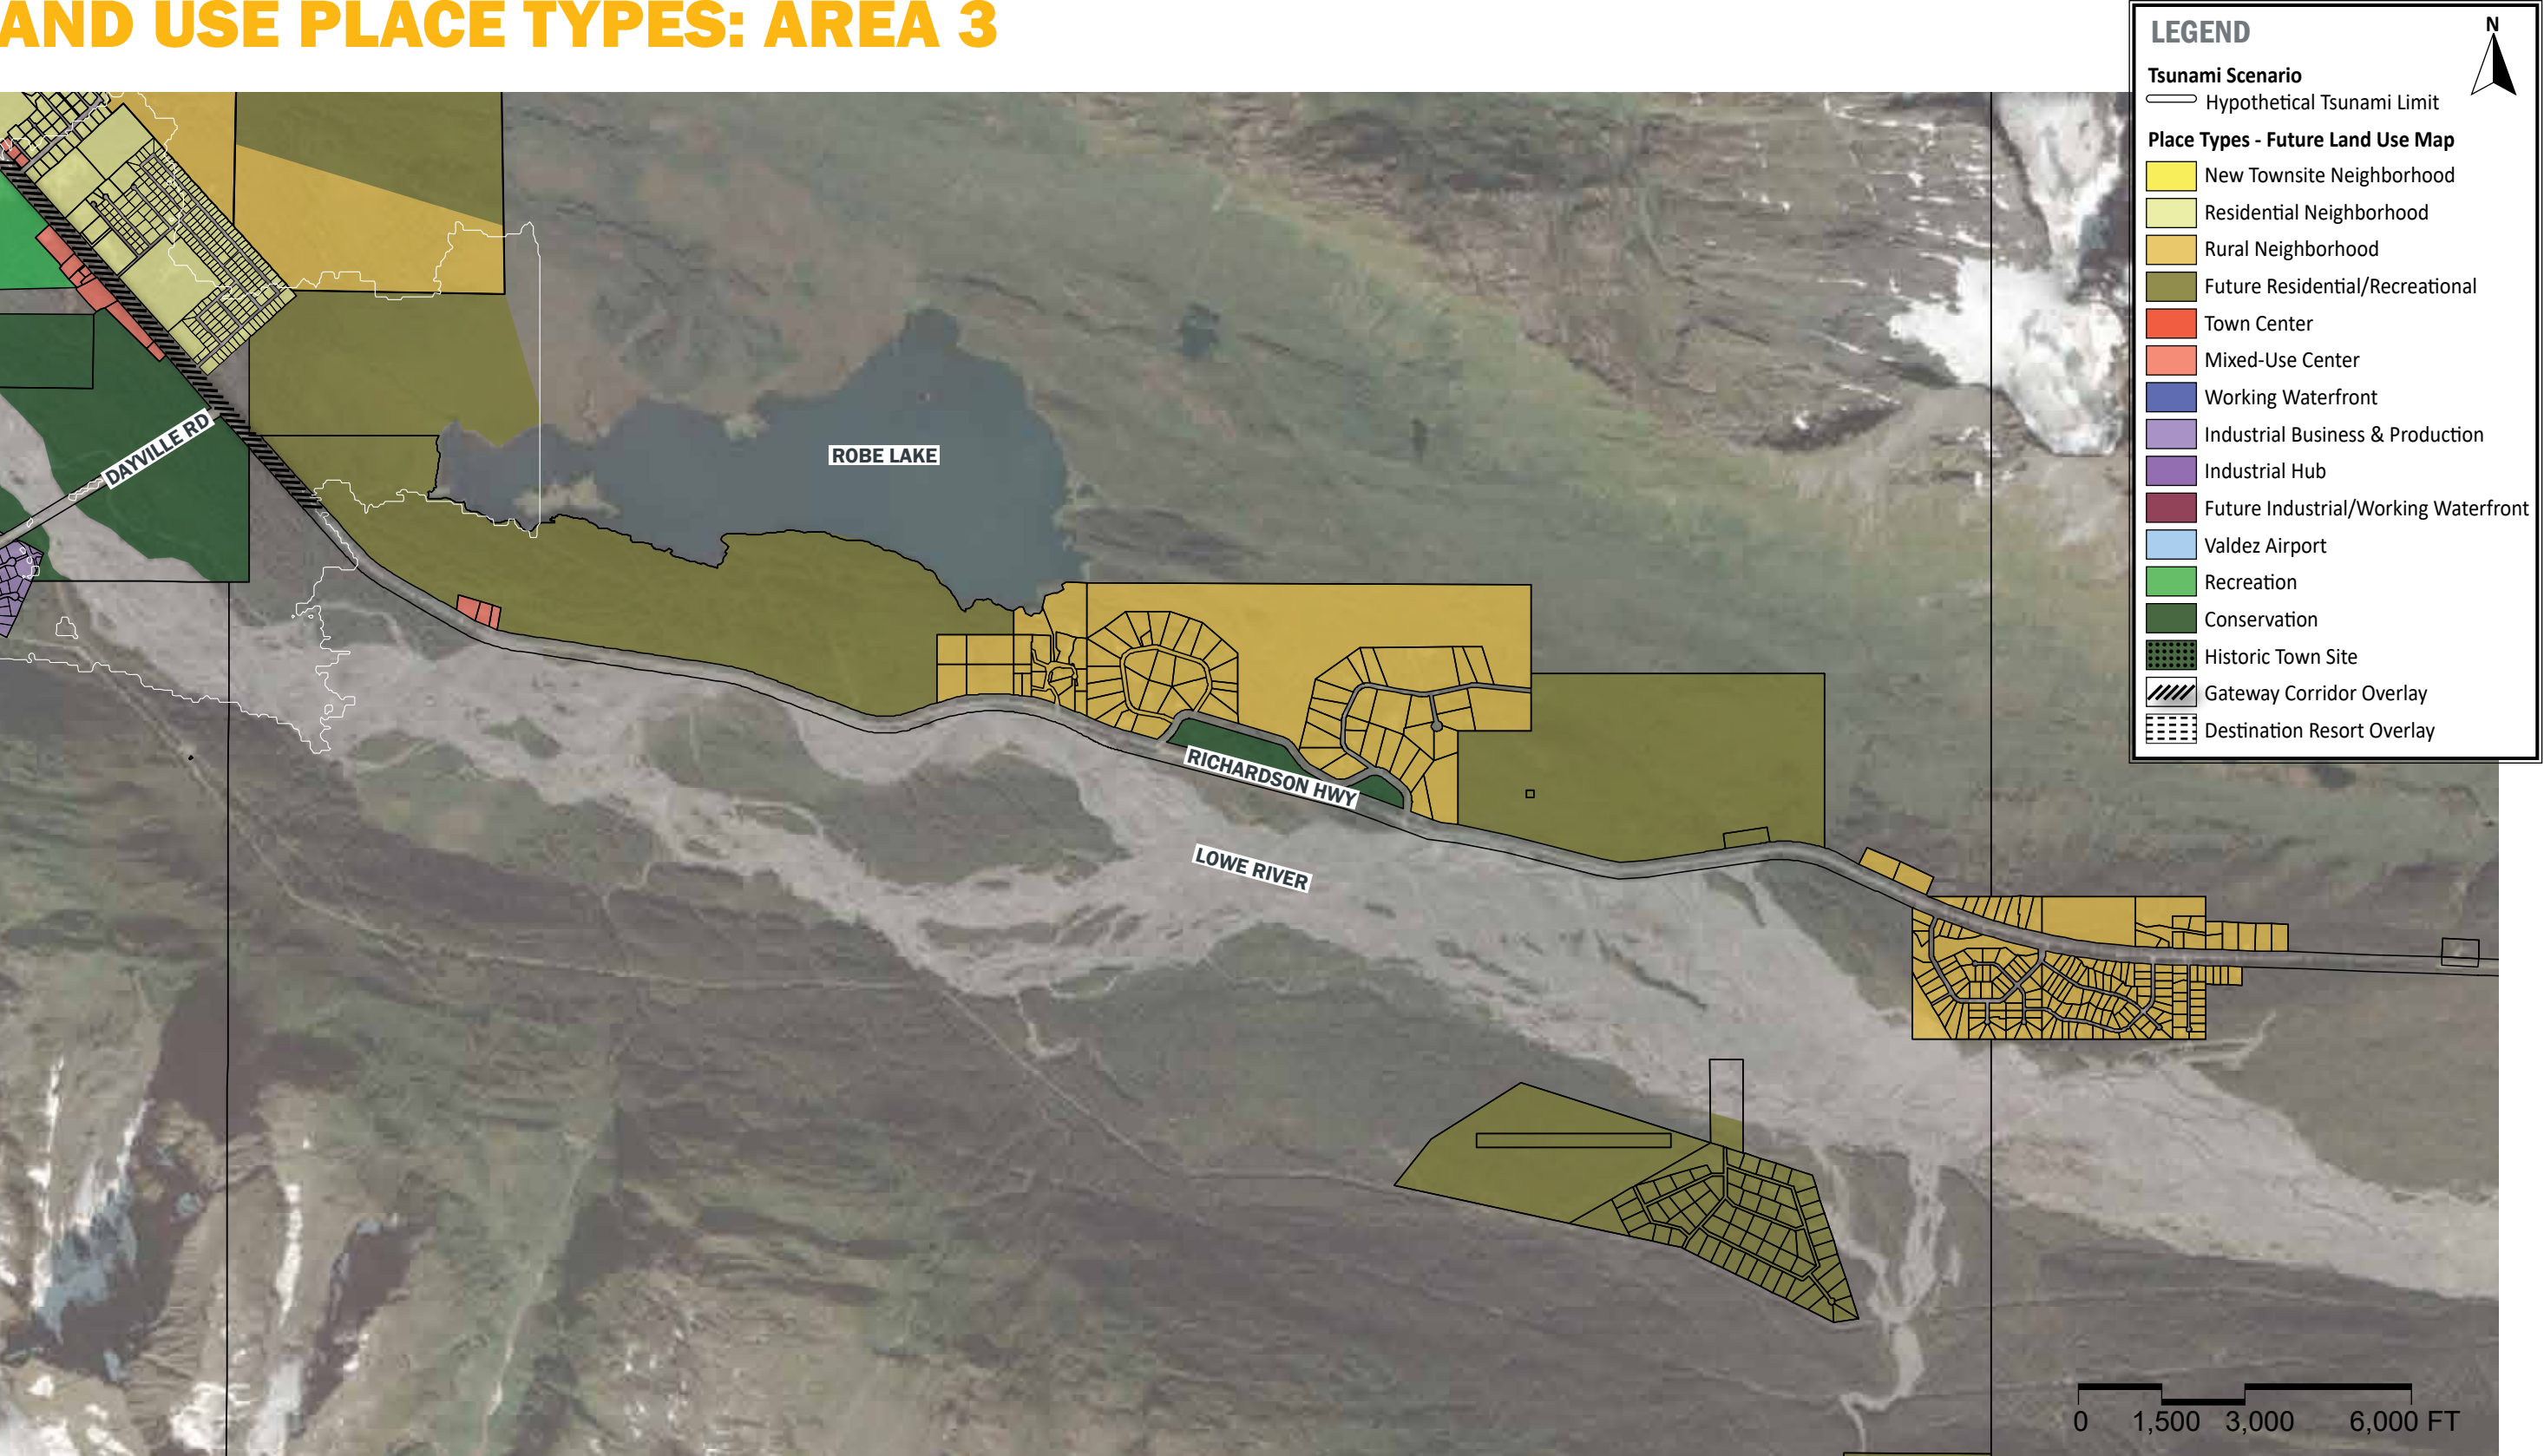 AND USE PLACE TYPES: AREA 3
LEGEND
N
Tsunami Scenario
Hypothetical Tsunami Limit
Place Types - Future Land Use Map
New Townsite Neighborhood
Residential Neighborhood
Rural Neighborhood
Future Residential/Recreational
Town Center
Mixed-Use Center
Working Waterfront
Industrial Business & Production
Industrial Hub
Future Industrial/Working Waterfront
Valdez Airport
Recreation
Conservation
Historic Town Site
Gateway Corridor Overlay
Destination Resort Overlay
DAYVILLE RD
ROBE LAKE
RICHARDSON HWY
LOWE RIVER
0 1,500 3,000 6,000 FT